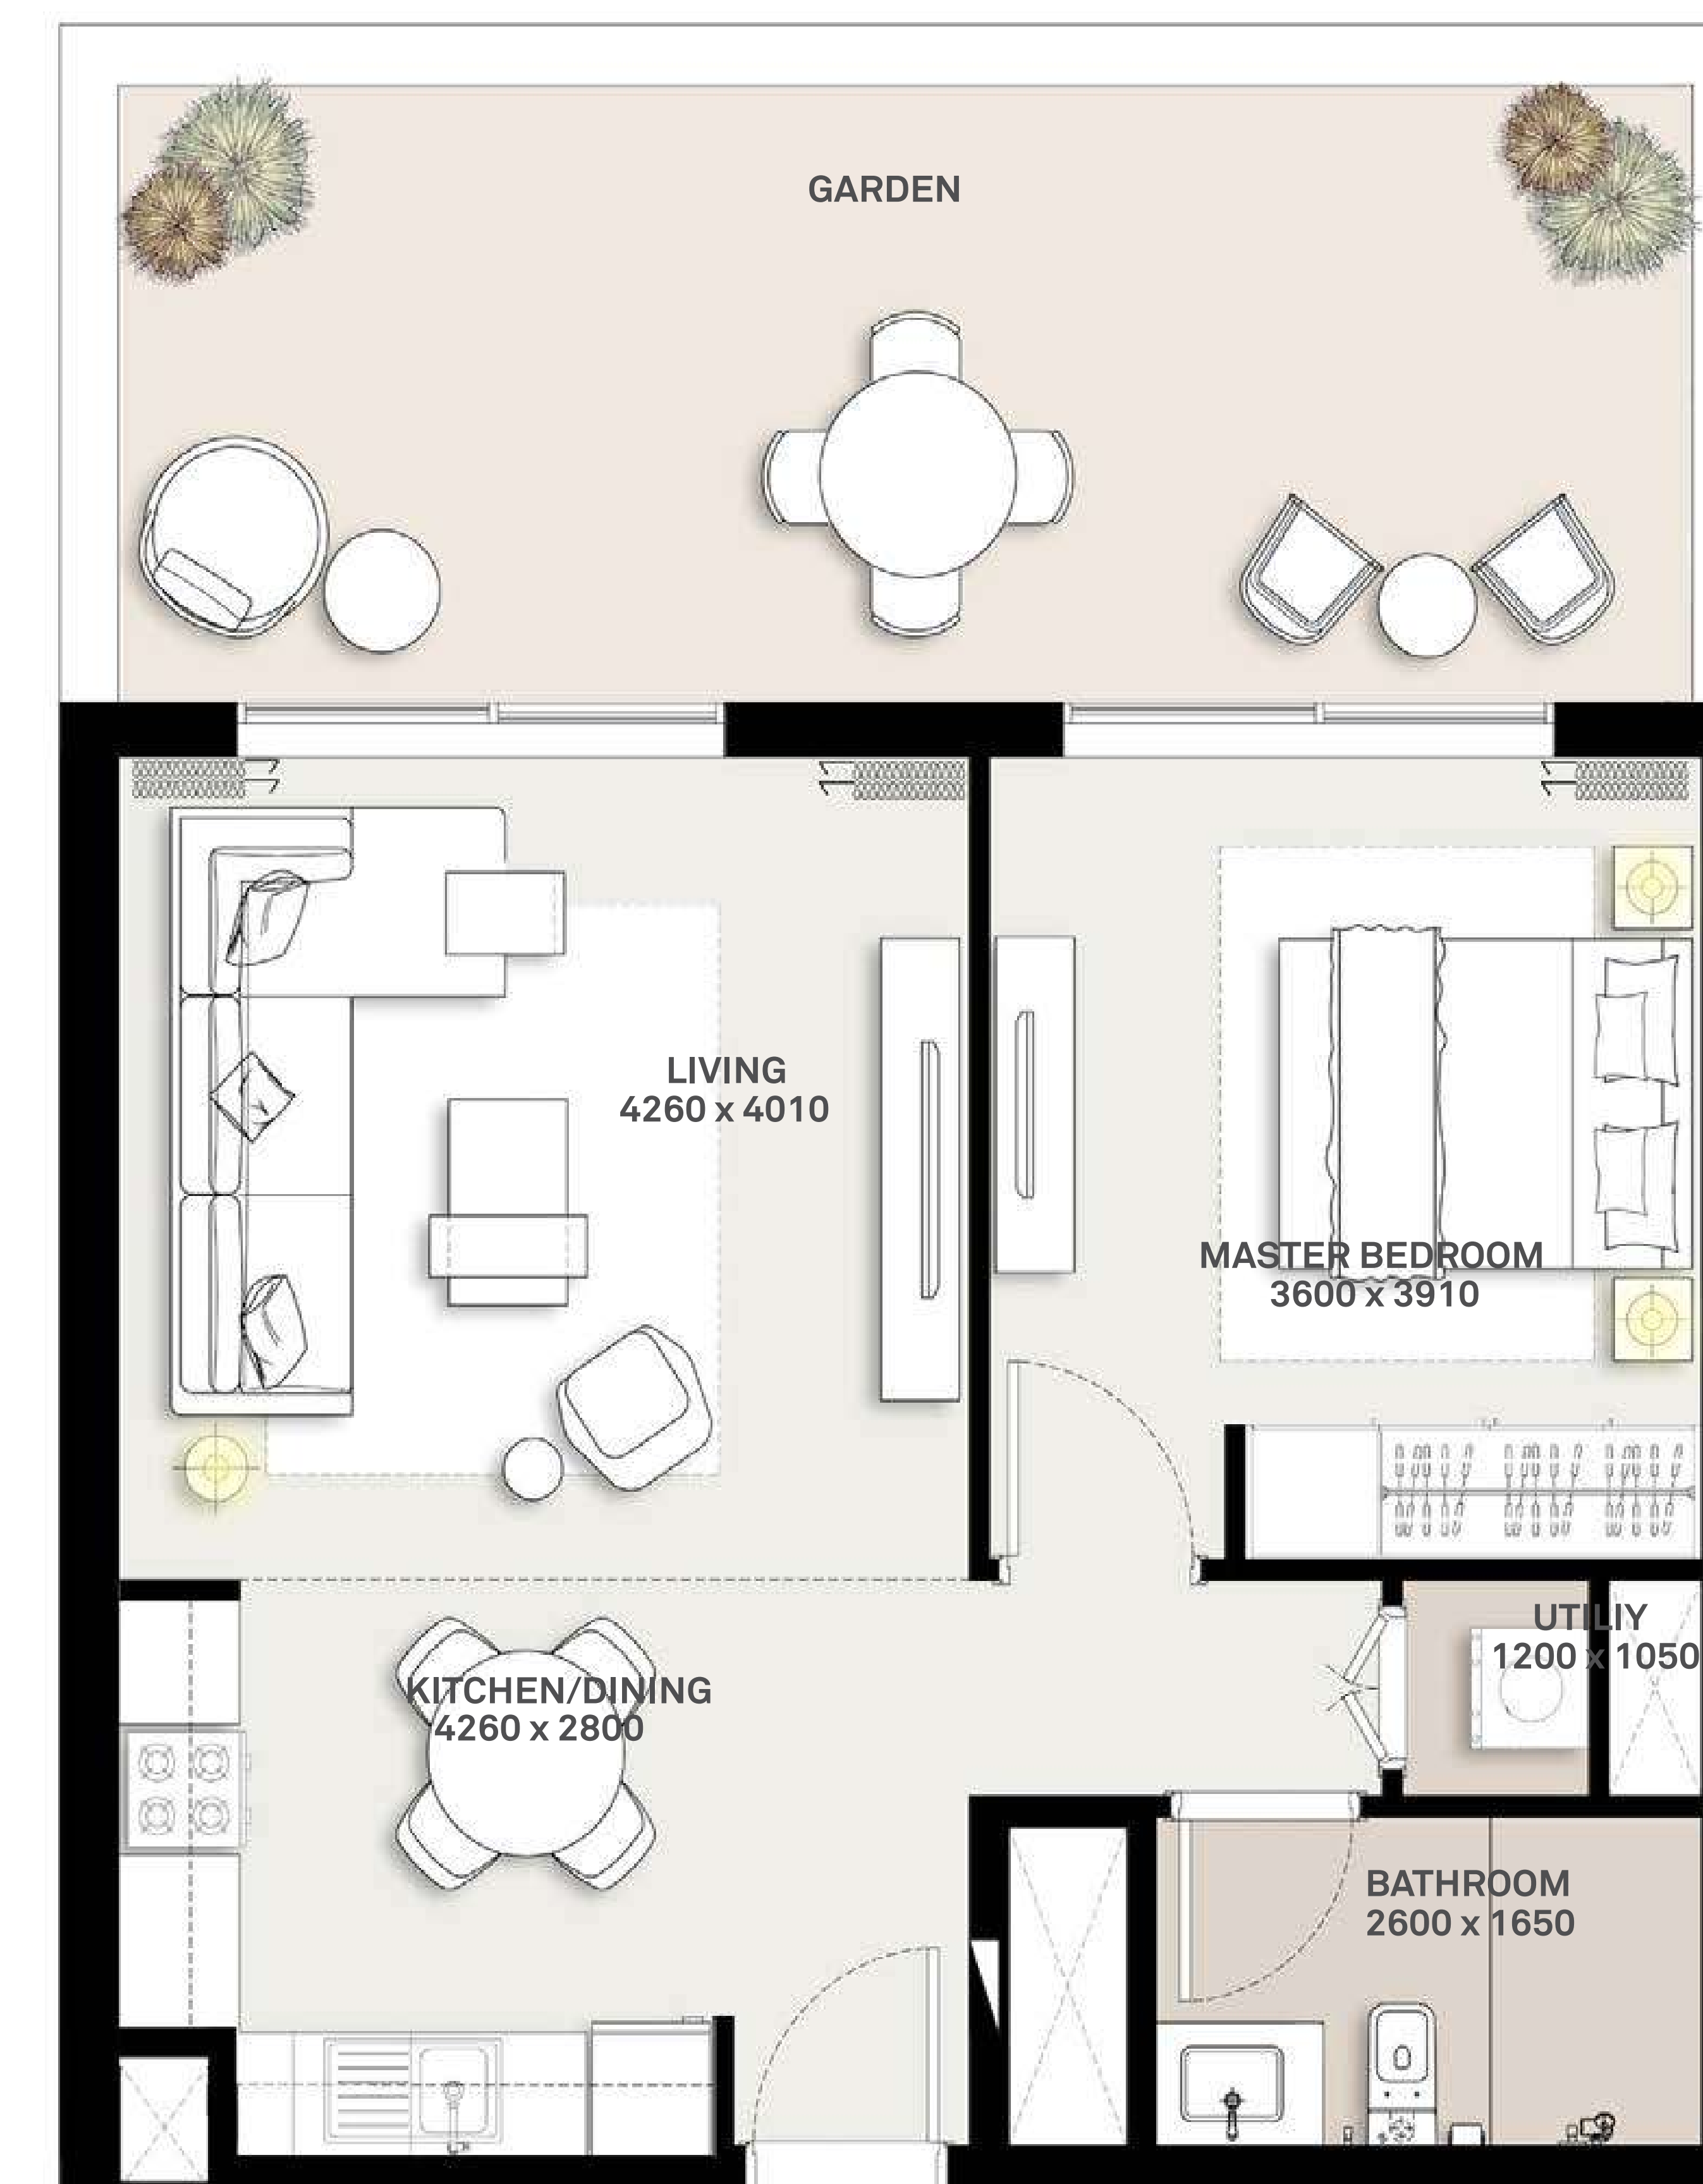 GARDEN
LIVING
4260 x 4010
MASTER BEDROOM
3600 x 3910
UTILIY
1200 x 1050
KITCHEN/DINING
4260 x 2800
BATHROOM
2600 x 1650